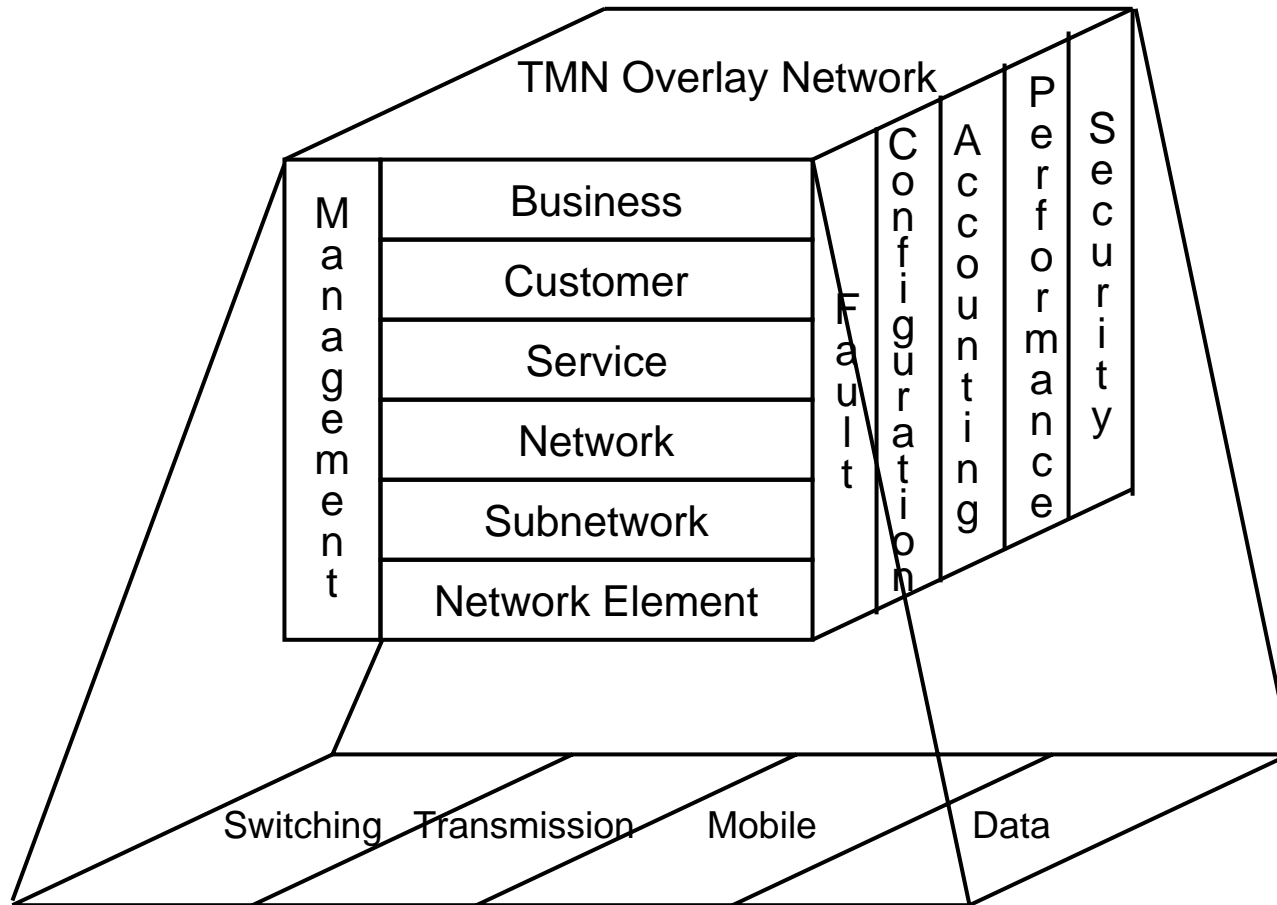 TMN Overlay Network
Management
Business
Customer
Service
Network
Subnetwork
Network Element
Fault
Configuration
Accounting
Performance
Security
Switching
Transmission
Mobile
Data